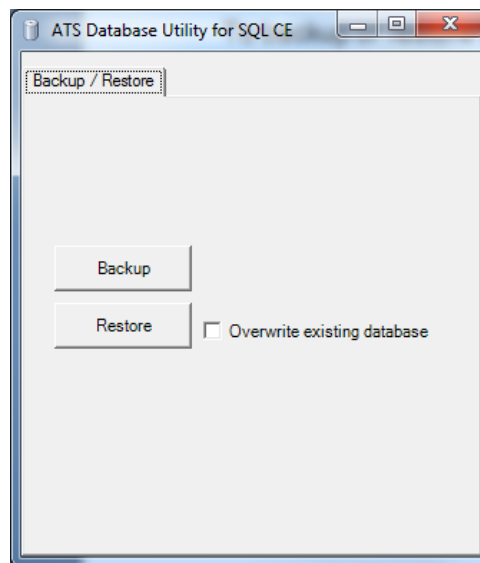 ATS Database Utility for SQL CE
Backup / Restore
Backup
Restore
Overwrite existing database